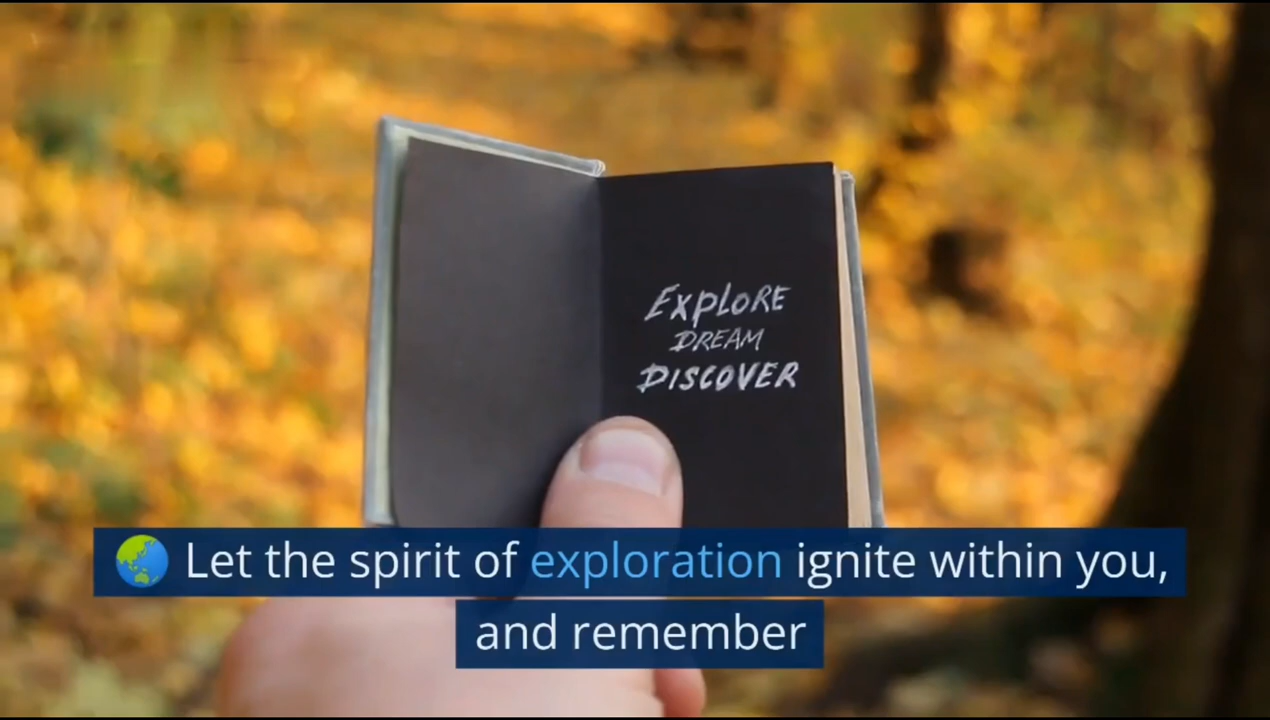 EXPLORE
DREAM
DISCOVER
🌏 Let the spirit of exploration ignite within you,
and remember